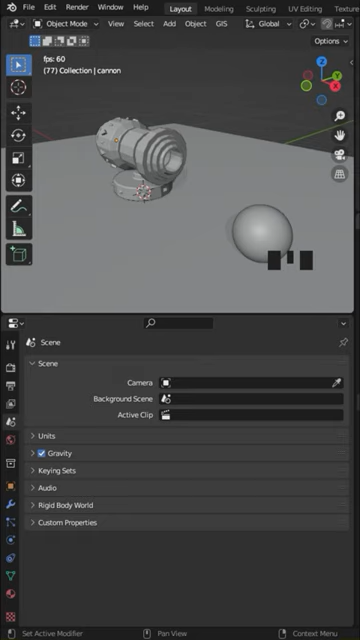 File Edit Render Window Help Layout Modeling Sculpting UV Editing Texture
Object Mode View Select Add Object GIS Global
Options
fps: 60
(77) Collection | cannon
Z
Y
X
Scene
Scene
Camera
Background Scene
Active Clip
Units
Gravity
Keying Sets
Audio
Rigid Body World
Custom Properties
Set Active Modifier Pan View Context Menu